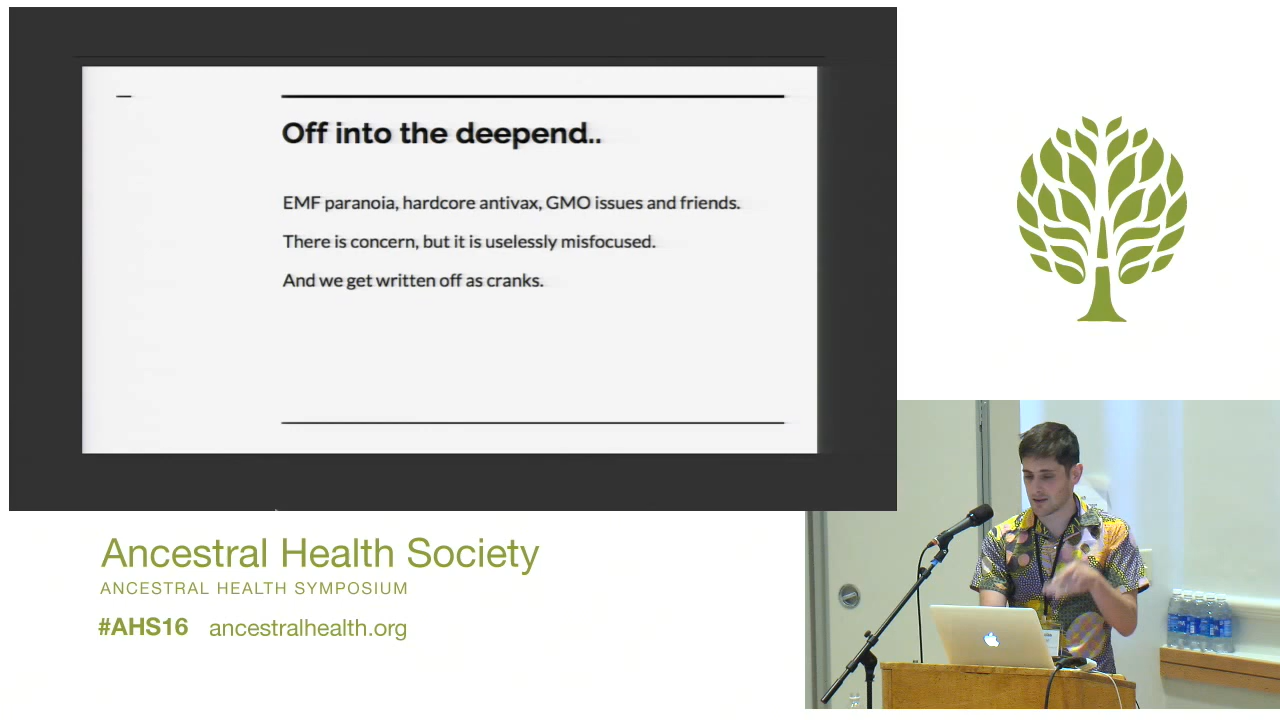 Off into the deepend..
EMF paranoia, hardcore antivax, GMO issues and friends.
There is concern, but it is uselessly misfocused.
And we get written off as cranks.
Ancestral Health Society
ANCESTRAL HEALTH SYMPOSIUM
#AHS16 ancestralhealth.org